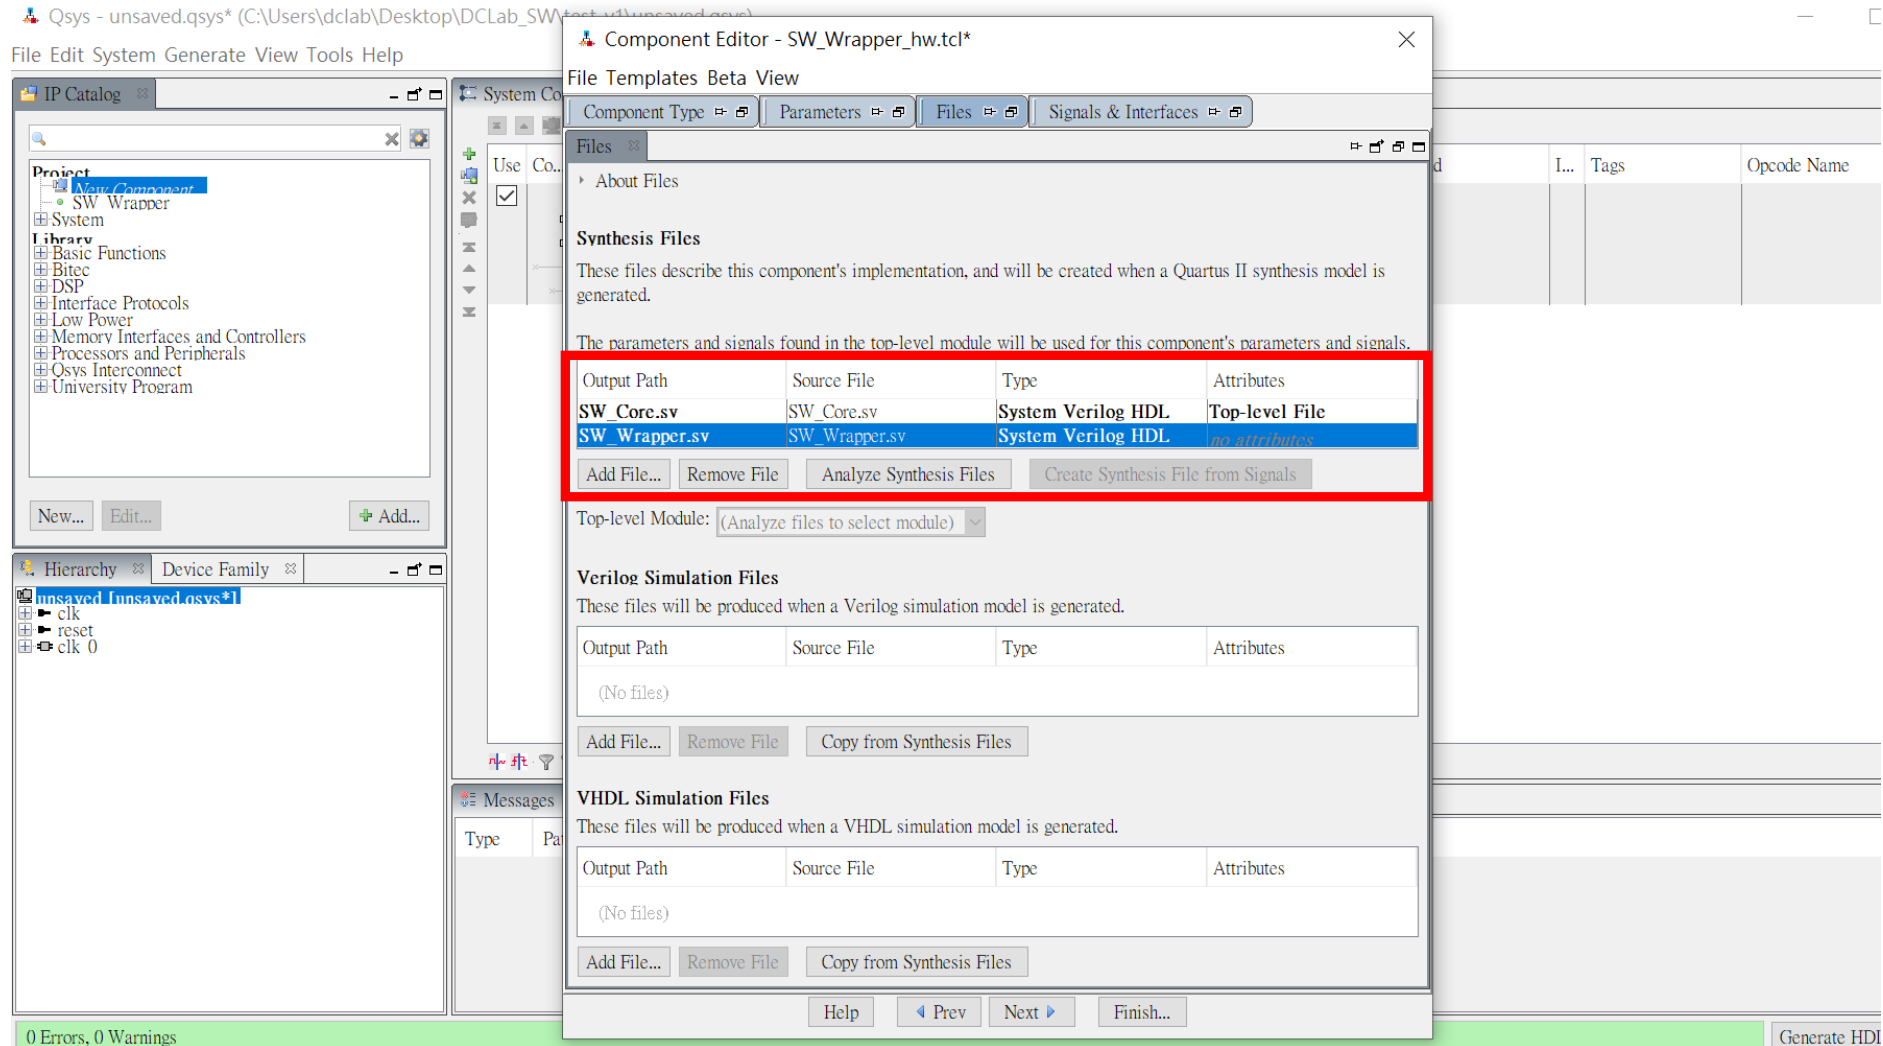 Qsys - unsaved.qsys* (C:\Users\dclab\Desktop\DCLab_SW\test_v1\unsaved.qsys)
File Edit System Generate View Tools Help
IP Catalog
Project
New Component...
SW_Wrapper
System
Library
Basic Functions
Bitec
DSP
Interface Protocols
Low Power
Memory Interfaces and Controllers
Processors and Peripherals
Qsys Interconnect
University Program
New... Edit... Add...
Hierarchy Device Family
unsaved [unsaved.qsys*]
clk
reset
clk_0
0 Errors, 0 Warnings
System Co
Use Co...
Messages
Type Pa
Component Editor - SW_Wrapper_hw.tcl*
File Templates Beta View
Component Type Parameters Files Signals & Interfaces
Files
About Files
Synthesis Files
These files describe this component's implementation, and will be created when a Quartus II synthesis model is
generated.
The parameters and signals found in the top-level module will be used for this component's parameters and signals.
Output Path Source File Type Attributes
SW_Core.sv SW_Core.sv System Verilog HDL Top-level File
SW_Wrapper.sv SW_Wrapper.sv System Verilog HDL no attributes
Add File... Remove File Analyze Synthesis Files Create Synthesis File from Signals
Top-level Module: (Analyze files to select module)
Verilog Simulation Files
These files will be produced when a Verilog simulation model is generated.
Output Path Source File Type Attributes
(No files)
Add File... Remove File Copy from Synthesis Files
VHDL Simulation Files
These files will be produced when a VHDL simulation model is generated.
Output Path Source File Type Attributes
(No files)
Add File... Remove File Copy from Synthesis Files
Help Prev Next Finish...
d I... Tags Opcode Name
Generate HDL